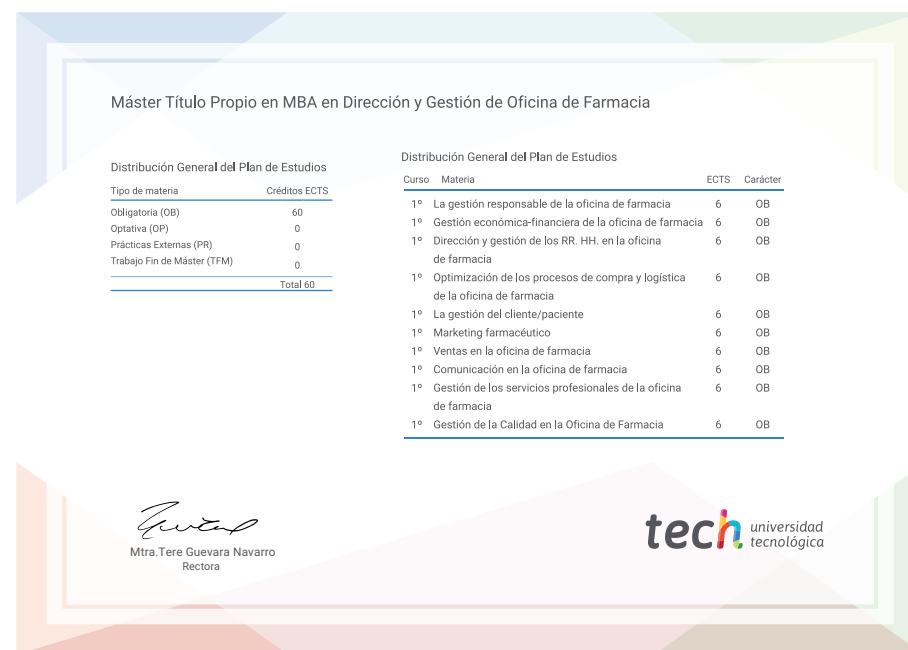 Máster Título Propio en MBA en Dirección y Gestión de Oficina de Farmacia
Distribución General del Plan de Estudios
Tipo de materia Créditos ECTS
Obligatoria (OB) 60
Optativa (OP) 0
Prácticas Externas (PR) 0
Trabajo Fin de Máster (TFM) 0
Total 60
Distribución General del Plan de Estudios
Curso Materia ECTS Carácter
1º La gestión responsable de la oficina de farmacia 6 OB
1º Gestión económica-financiera de la oficina de farmacia 6 OB
1º Dirección y gestión de los RR. HH. en la oficina 6 OB
de farmacia
1º Optimización de los procesos de compra y logística 6 OB
de la oficina de farmacia
1º La gestión del cliente/paciente 6 OB
1º Marketing farmacéutico 6 OB
1º Ventas en la oficina de farmacia 6 OB
1º Comunicación en la oficina de farmacia 6 OB
1º Gestión de los servicios profesionales de la oficina 6 OB
de farmacia
1º Gestión de la Calidad en la Oficina de Farmacia 6 OB
Mtra.Tere Guevara Navarro
Rectora
tech universidad
tecnológica